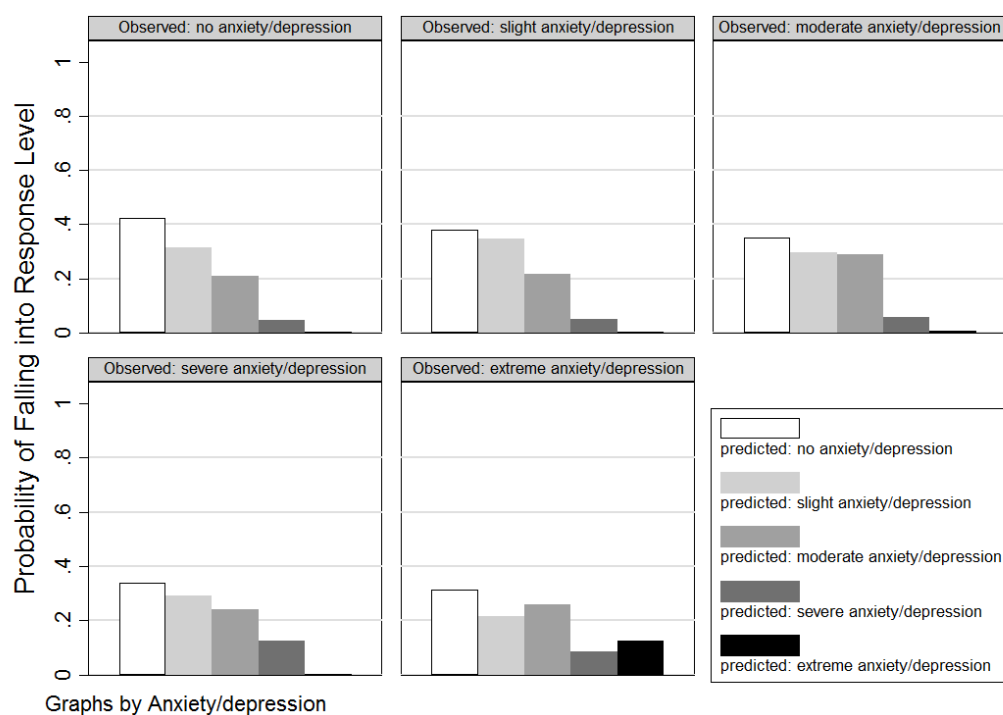 Observed: no anxiety/depression
Observed: slight anxiety/depression
Observed: moderate anxiety/depression
1
.8
.6
.4
.2
0
Observed: severe anxiety/depression
Observed: extreme anxiety/depression
1
.8
.6
.4
.2
0
Probability of Falling into Response Level
predicted: no anxiety/depression
predicted: slight anxiety/depression
predicted: moderate anxiety/depression
predicted: severe anxiety/depression
predicted: extreme anxiety/depression
Graphs by Anxiety/depression